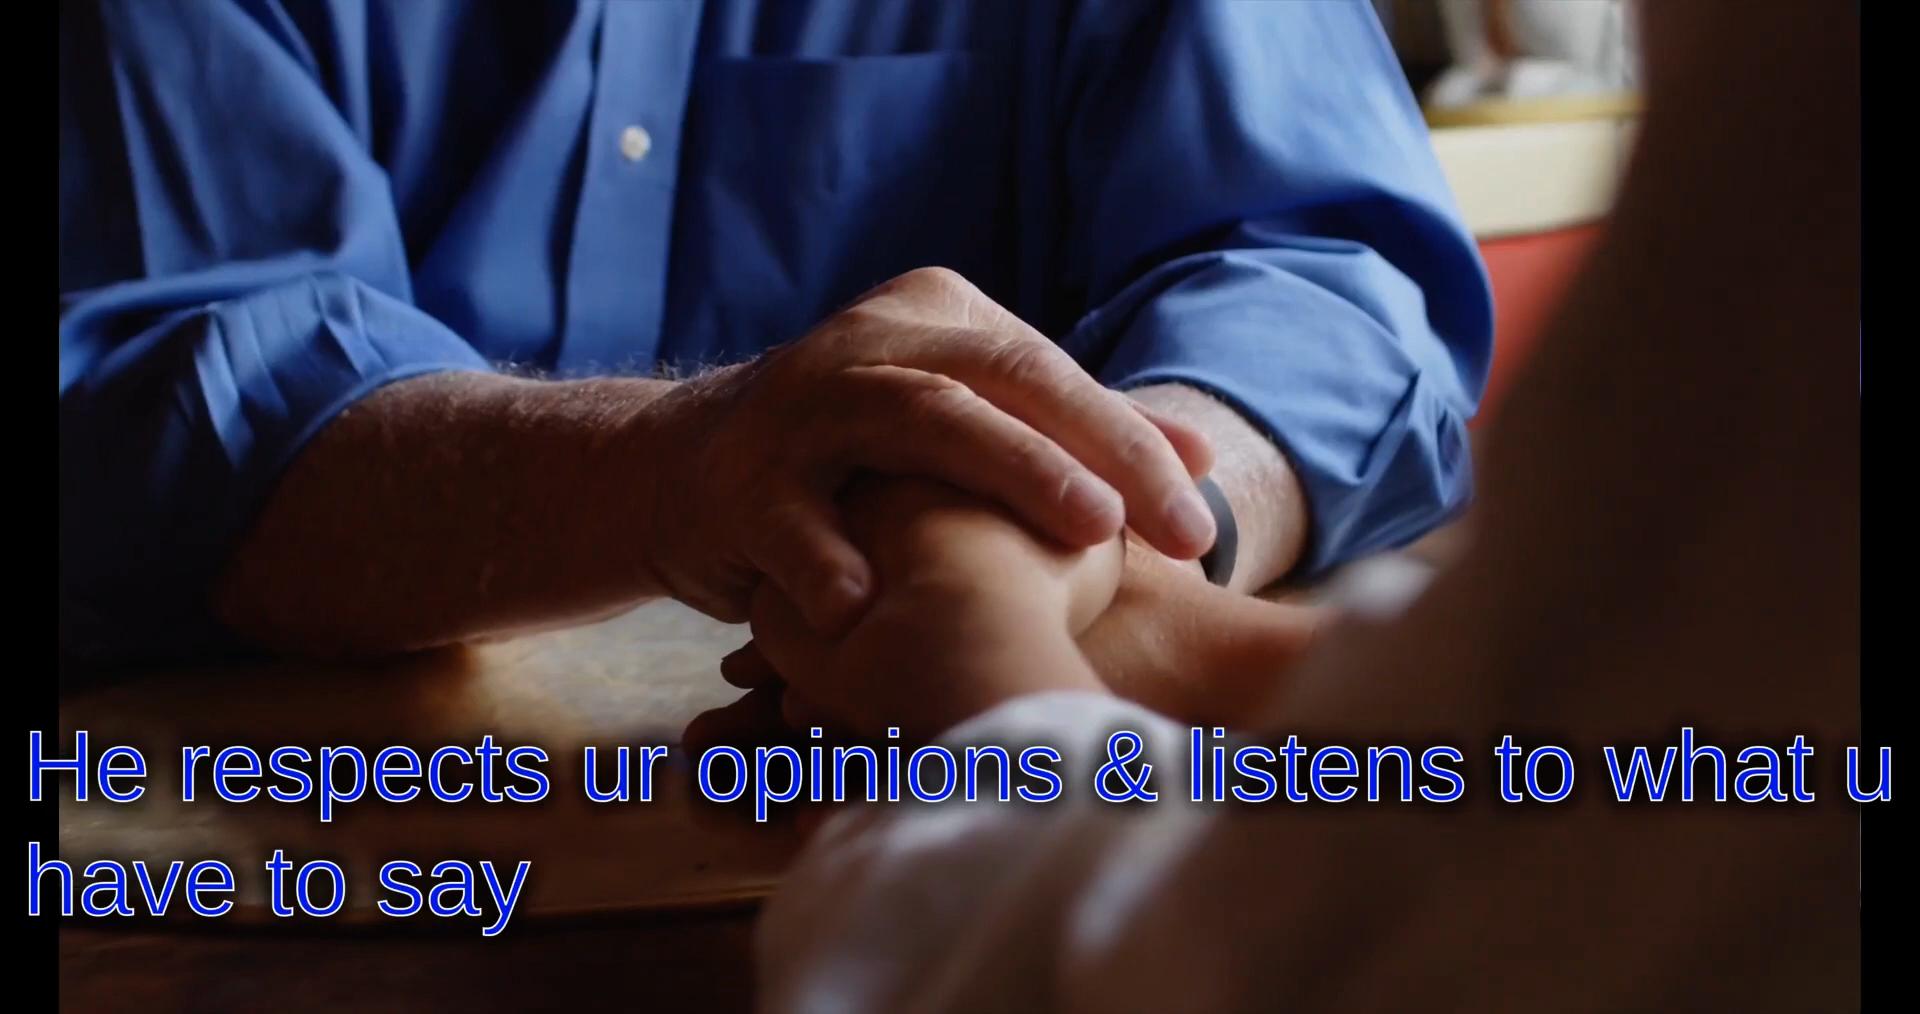 He respects ur opinions & listens to what u
have to say